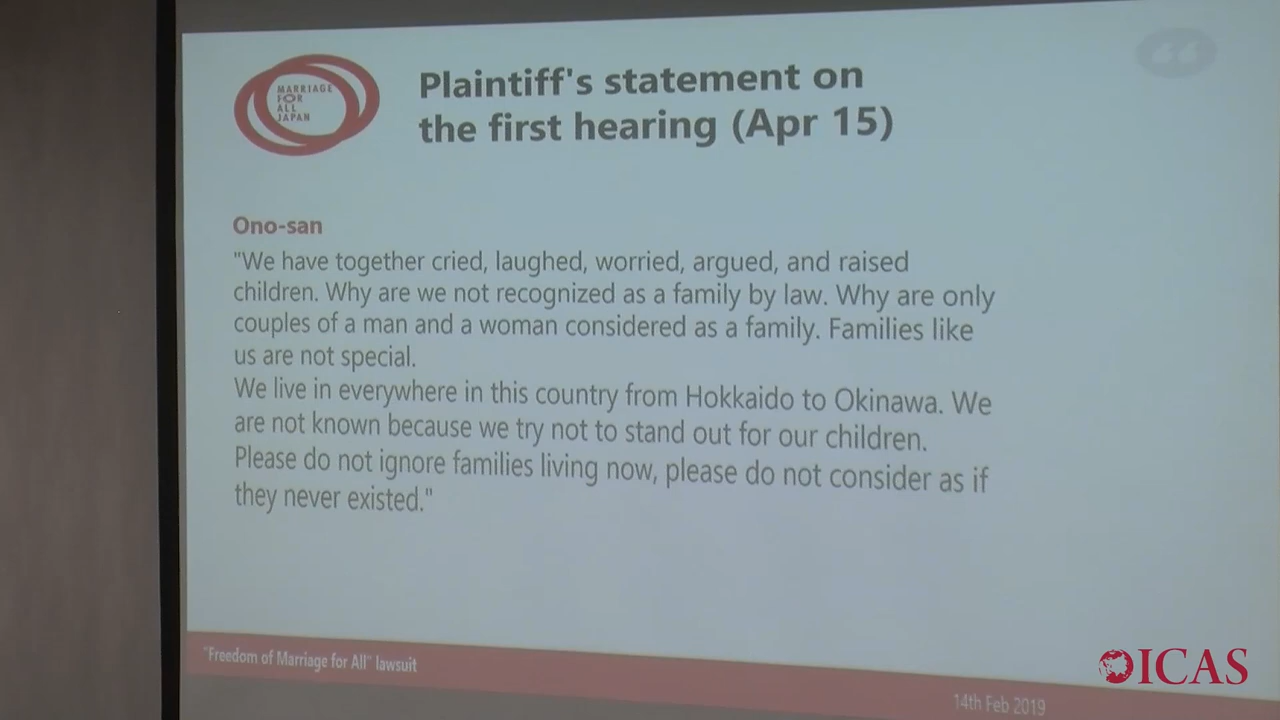 MARRIAGE
FOR
ALL
JAPAN
Plaintiff's statement on
the first hearing (Apr 15)
Ono-san
"We have together cried, laughed, worried, argued, and raised
children. Why are we not recognized as a family by law. Why are only
couples of a man and a woman considered as a family. Families like
us are not special.
We live in everywhere in this country from Hokkaido to Okinawa. We
are not known because we try not to stand out for our children.
Please do not ignore families living now, please do not consider as if
they never existed."
"Freedom of Marriage for All" lawsuit
14th Feb 2019
ICAS